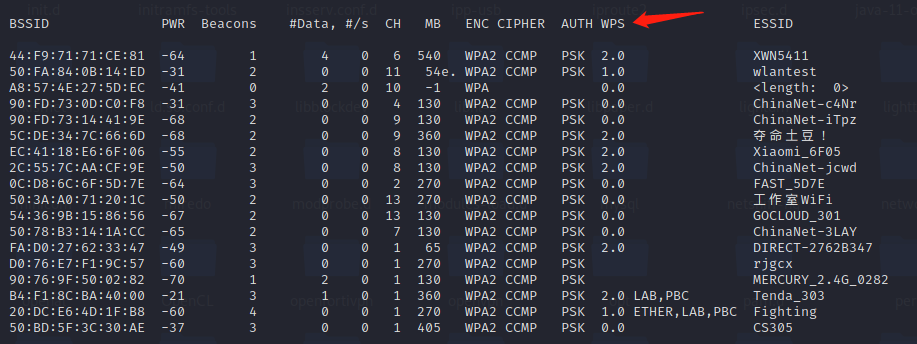 BSSID PWR Beacons #Data, #/s CH MB ENC CIPHER AUTH WPS ESSID
44:F9:71:71:CE:81 -64 1 4 0 6 540 WPA2 CCMP PSK 2.0 XWN5411
50:FA:84:0B:14:ED -31 2 0 0 11 54e. WPA2 CCMP PSK 1.0 wlantest
A8:57:4E:27:5D:EC -41 0 2 0 10 -1 WPA 0.0 <length: 0>
90:FD:73:0D:C0:F8 -31 3 0 0 4 130 WPA2 CCMP PSK 0.0 ChinaNet-c4Nr
90:FD:73:14:41:9E -68 2 0 0 9 130 WPA2 CCMP PSK 0.0 ChinaNet-iTpz
5C:DE:34:7C:66:6D -68 2 0 0 9 360 WPA2 CCMP PSK 2.0 夺命土豆！
EC:41:18:E6:6F:06 -55 2 0 0 8 130 WPA2 CCMP PSK 2.0 Xiaomi_6F05
2C:55:7C:AA:CF:9E -50 3 0 0 8 130 WPA2 CCMP PSK 0.0 ChinaNet-jcwd
0C:D8:6C:6F:5D:7E -64 3 0 0 2 270 WPA2 CCMP PSK 0.0 FAST_5D7E
50:3A:A0:71:20:1C -50 2 0 0 13 270 WPA2 CCMP PSK 0.0 工作室WiFi
54:36:9B:15:86:56 -67 2 0 0 13 130 WPA2 CCMP PSK 0.0 GOCLOUD_301
50:78:B3:14:1A:CC -65 2 0 0 7 130 WPA2 CCMP PSK 0.0 ChinaNet-3LAY
FA:D0:27:62:33:47 -49 3 0 0 1 65 WPA2 CCMP PSK 2.0 DIRECT-2762B347
D0:76:E7:F1:9C:57 -60 3 0 0 1 270 WPA2 CCMP PSK rjgcx
90:76:9F:50:02:82 -70 1 2 0 1 130 WPA2 CCMP PSK MERCURY_2.4G_0282
B4:F1:8C:BA:40:00 -21 3 1 0 1 360 WPA2 CCMP PSK 2.0 LAB,PBC Tenda_303
20:DC:E6:4D:1F:B8 -60 4 0 0 1 270 WPA2 CCMP PSK 1.0 ETHER,LAB,PBC Fighting
50:BD:5F:3C:30:AE -37 3 0 0 1 405 WPA2 CCMP PSK 0.0 CS305